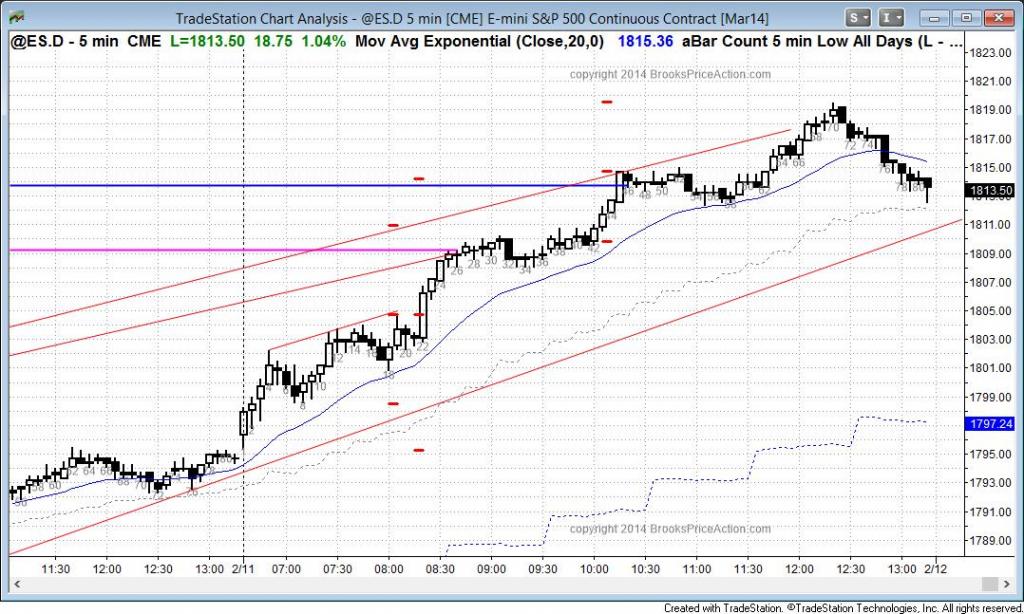 TradeStation Chart Analysis - @ES.D 5 min [CME] E-mini S&P 500 Continuous Contract [Mar14]
S I
@ES.D - 5 min CME L=1813.50 18.75 1.04% Mov Avg Exponential (Close,20,0) 1815.36 aBar Count 5 min Low All Days (L - ...
1823.00
copyright 2014 BrooksPriceAction.com
1821.00
1819.00
1817.00
1815.00
1813.50
1811.00
1809.00
1807.00
1805.00
1803.00
1801.00
1799.00
1797.24
1795.00
1793.00
1791.00
copyright 2014 BrooksPriceAction.com
1789.00
11:30 12:00 12:30 13:00 2/11 07:00 07:30 08:00 08:30 09:00 09:30 10:00 10:30 11:00 11:30 12:00 12:30 13:00 2/12
Created with TradeStation. ©TradeStation Technologies, Inc. All rights reserved.